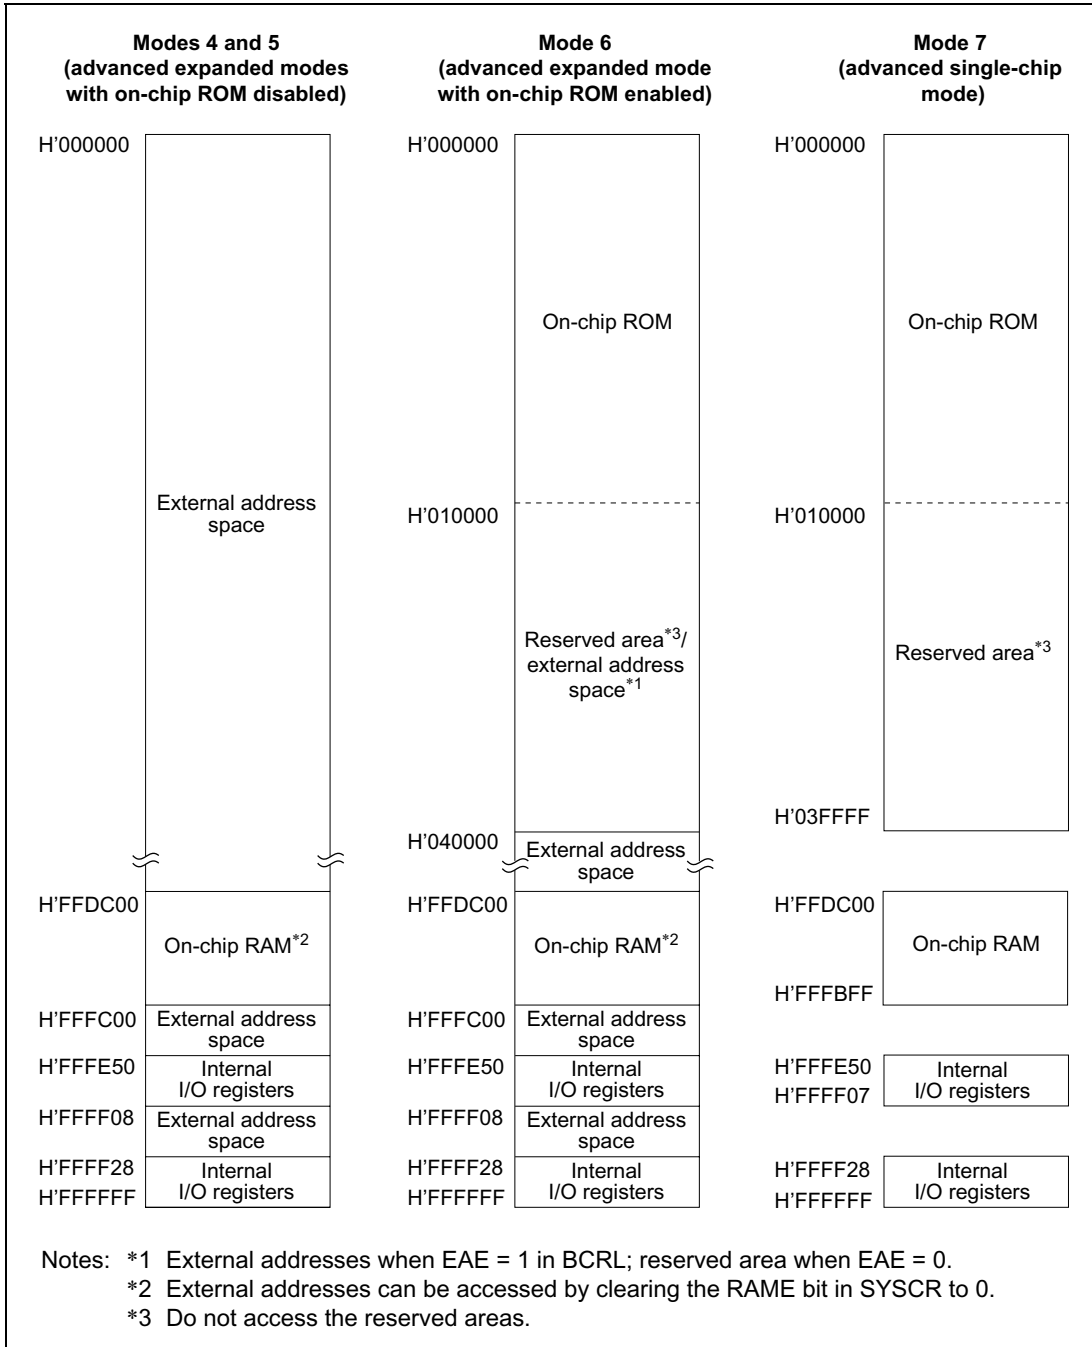 Modes 4 and 5
(advanced expanded modes
with on-chip ROM disabled)
H'000000
External address
space
H'FFDC00
On-chip RAM*2
H'FFFC00
External address
space
H'FFFE50
Internal
I/O registers
H'FFFF08
External address
space
H'FFFF28
Internal
I/O registers
H'FFFFFF
Mode 6
(advanced expanded mode
with on-chip ROM enabled)
H'000000
On-chip ROM
H'010000
Reserved area*3/
external address
space*1
H'040000
External address
space
H'FFDC00
On-chip RAM*2
H'FFFC00
External address
space
H'FFFE50
Internal
I/O registers
H'FFFF08
External address
space
H'FFFF28
Internal
I/O registers
H'FFFFFF
Mode 7
(advanced single-chip
mode)
H'000000
On-chip ROM
H'010000
Reserved area*3
H'03FFFF
H'FFDC00
On-chip RAM
H'FFFBFF
H'FFFE50
Internal
I/O registers
H'FFFF07
H'FFFF28
Internal
I/O registers
H'FFFFFF
Notes: *1 External addresses when EAE = 1 in BCRL; reserved area when EAE = 0.
*2 External addresses can be accessed by clearing the RAME bit in SYSCR to 0.
*3 Do not access the reserved areas.